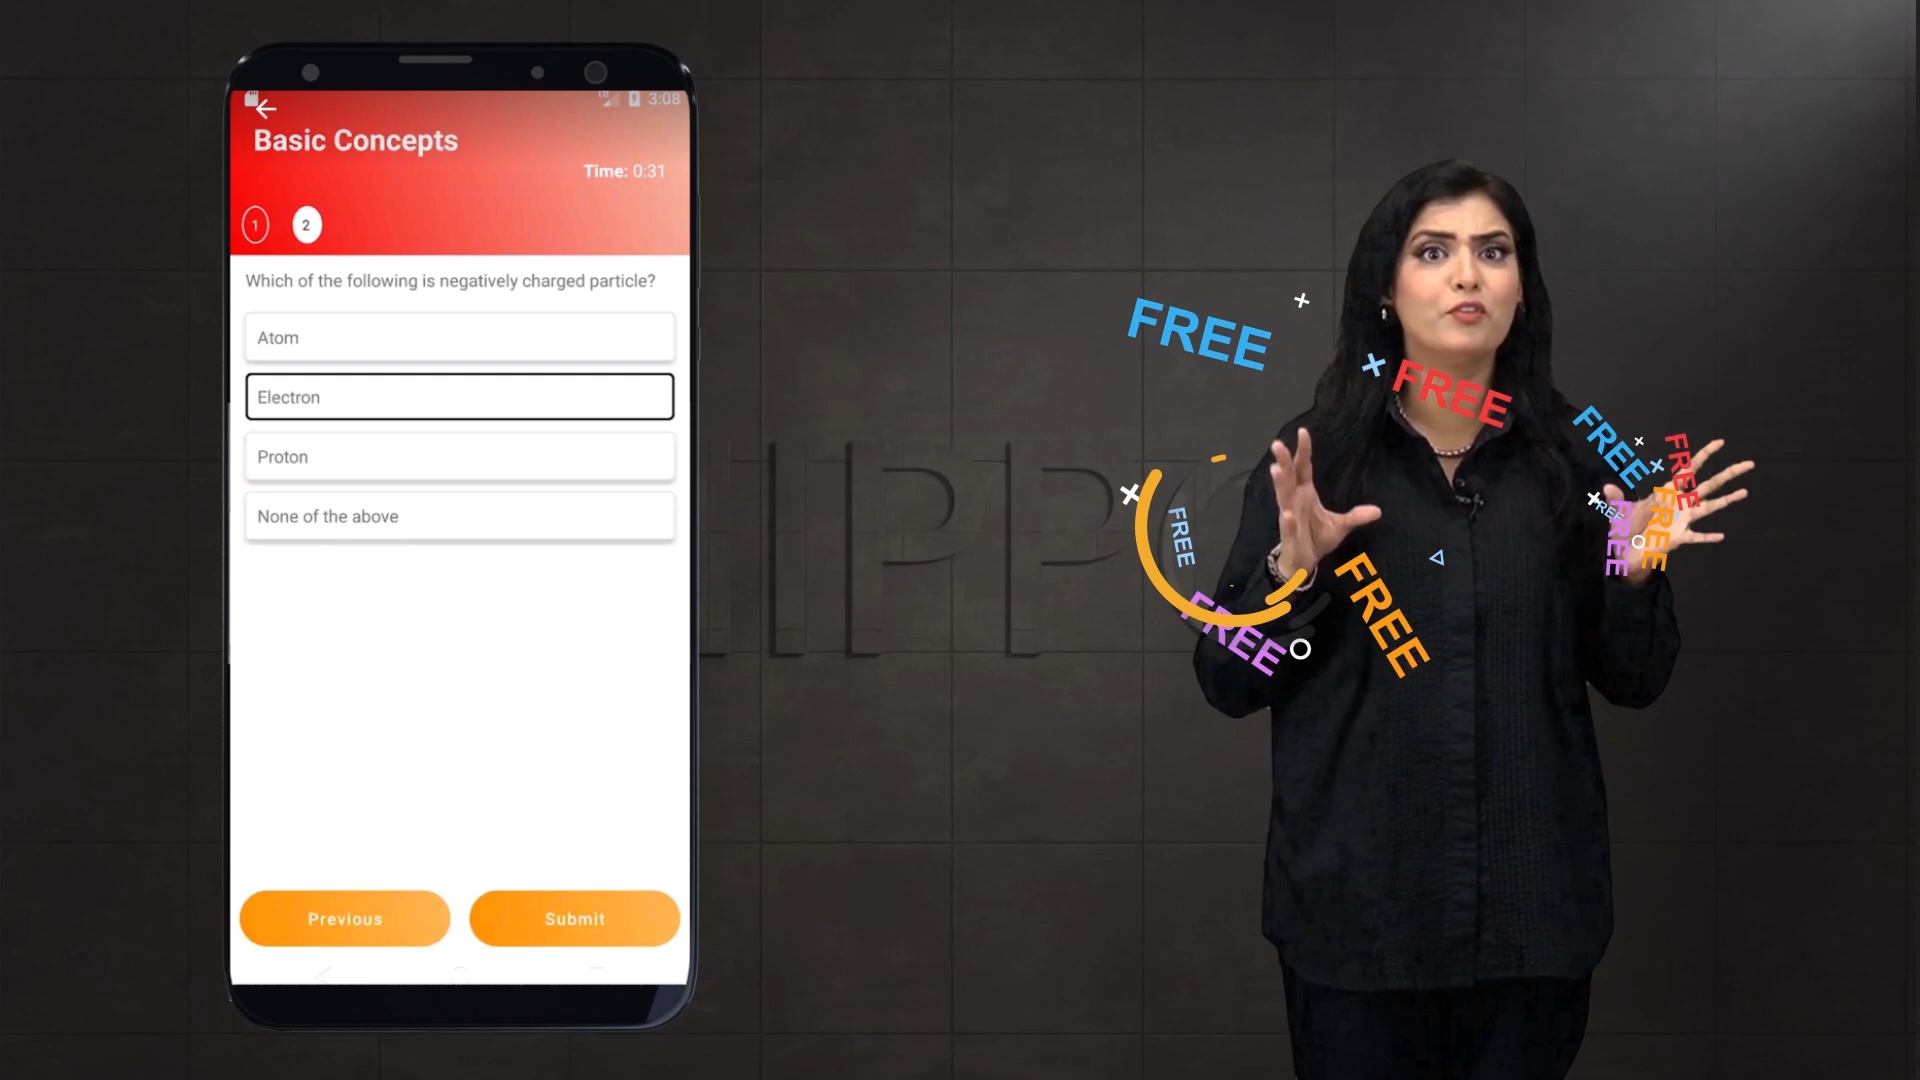 LTE
3:08
Basic Concepts
Time: 0:31
1
2
Which of the following is negatively charged particle?
Atom
Electron
Proton
None of the above
Previous
Submit
FREE
FREE
FREE
FREE
FREE
FREE
FREE
FREE
FREE